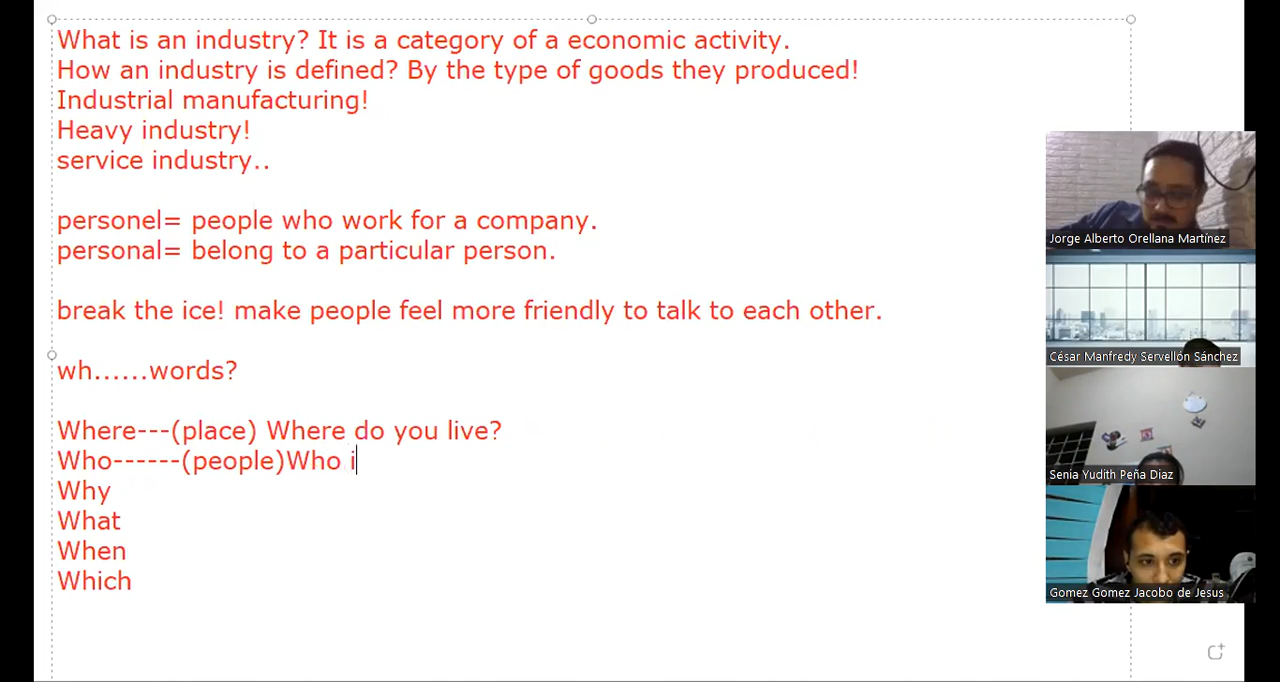 What is an industry? It is a category of a economic activity.
How an industry is defined? By the type of goods they produced!
Industrial manufacturing!
Heavy industry!
service industry..
personel= people who work for a company.
personal= belong to a particular person.
break the ice! make people feel more friendly to talk to each other.
wh......words?
Where---(place) Where do you live?
Who------(people)Who i
Why
What
When
Which
Jorge Alberto Orellana Martínez
César Manfredy Servellón Sánchez
Senia Yudith Peña Diaz
Gomez Gomez Jacobo de Jesus